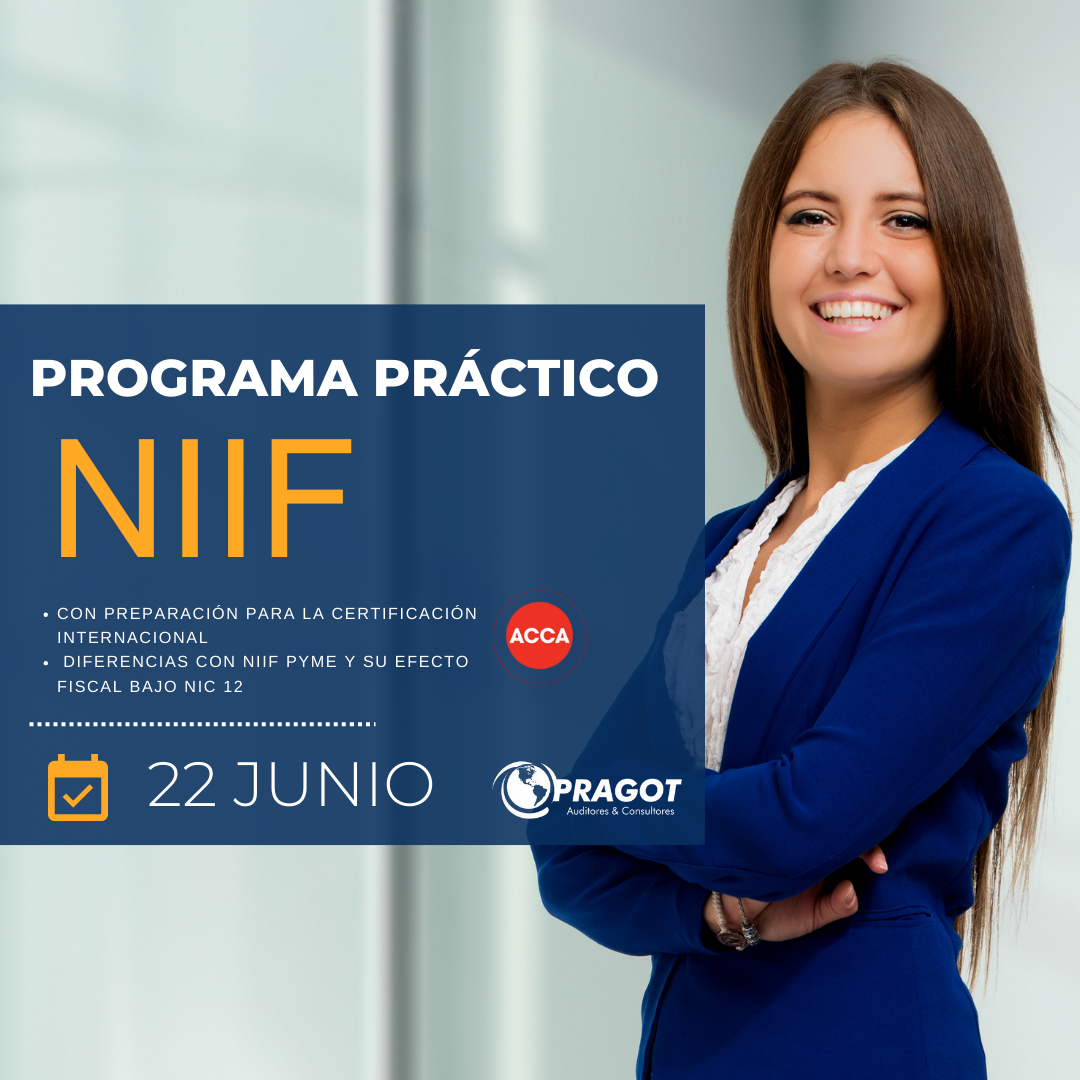 PROGRAMA PRÁCTICO
NIIF
• CON PREPARACIÓN PARA LA CERTIFICACIÓN
INTERNACIONAL
• DIFERENCIAS CON NIIF PYME Y SU EFECTO
FISCAL BAJO NIC 12
ACCA
22 JUNIO
PRAGOT
Auditores & Consultores